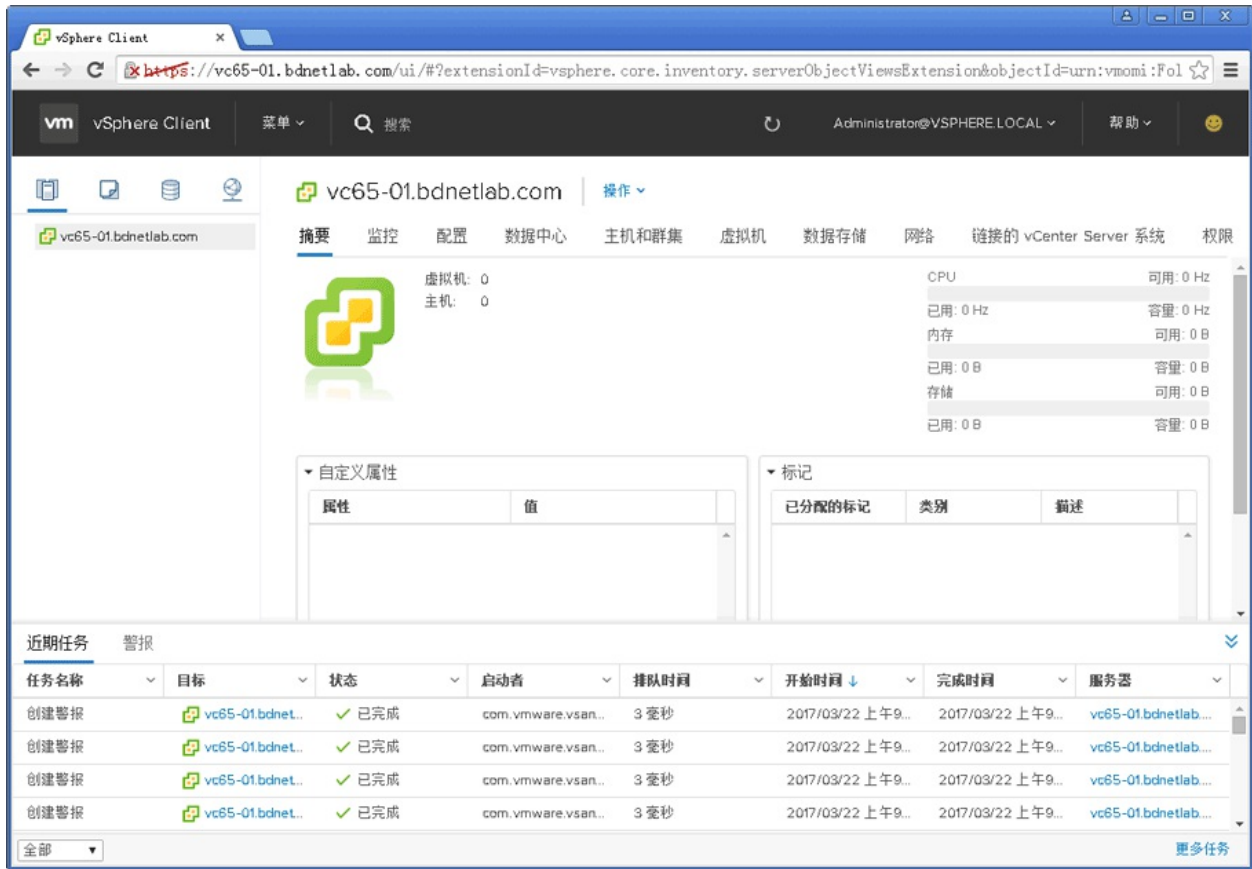 vSphere Client
https://vc65-01.bdnetlab.com/ui/#?extensionId=vsphere.core.inventory.serverObjectViewsExtension&objectId=urn:vmomi:Fol
vm vSphere Client 菜单 搜索 Administrator@VSPHERE.LOCAL 帮助
vc65-01.bdnetlab.com 操作
vc65-01.bdnetlab.com
摘要 监控 配置 数据中心 主机和群集 虚拟机 数据存储 网络 链接的 vCenter Server 系统 权限
虚拟机: 0
主机: 0
CPU 可用: 0 Hz
已用: 0 Hz 容量: 0 Hz
内存 可用: 0 B
已用: 0 B 容量: 0 B
存储 可用: 0 B
已用: 0 B 容量: 0 B
自定义属性
属性 值
标记
已分配的标记 类别 描述
近期任务 警报
任务名称 目标 状态 启动者 排队时间 开始时间 完成时间 服务器
创建警报 vc65-01.bdnet... 已完成 com.vmware.vsan... 3 毫秒 2017/03/22 上午9... 2017/03/22 上午9... vc65-01.bdnetlab....
创建警报 vc65-01.bdnet... 已完成 com.vmware.vsan... 3 毫秒 2017/03/22 上午9... 2017/03/22 上午9... vc65-01.bdnetlab....
创建警报 vc65-01.bdnet... 已完成 com.vmware.vsan... 3 毫秒 2017/03/22 上午9... 2017/03/22 上午9... vc65-01.bdnetlab....
创建警报 vc65-01.bdnet... 已完成 com.vmware.vsan... 3 毫秒 2017/03/22 上午9... 2017/03/22 上午9... vc65-01.bdnetlab....
全部 更多任务